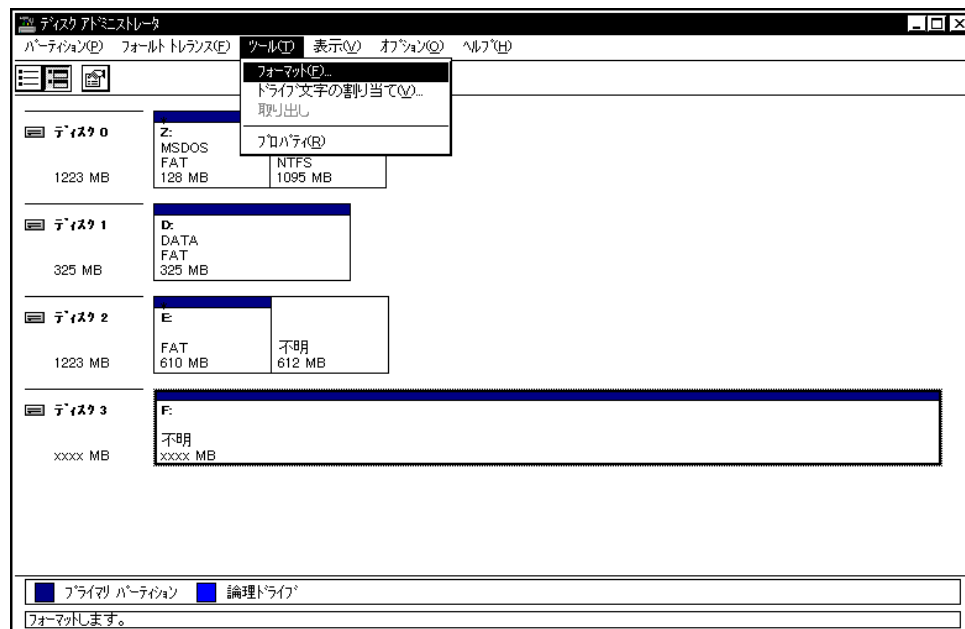 ディスク アドミニストレータ
パーティション(P) フォールト トレランス(F) ツール(T) 表示(V) オプション(O) ヘルプ(H)
フォーマット(F)...
ドライブ文字の割り当て(V)...
取り出し
プロパティ(R)
ディスク 0
1223 MB
Z:
MSDOS
FAT
128 MB
NTFS
1095 MB
ディスク 1
325 MB
D:
DATA
FAT
325 MB
ディスク 2
1223 MB
E:
FAT
610 MB
不明
612 MB
ディスク 3
xxxx MB
F:
不明
xxxx MB
プライマリ パーティション 論理ドライブ
フォーマットします。